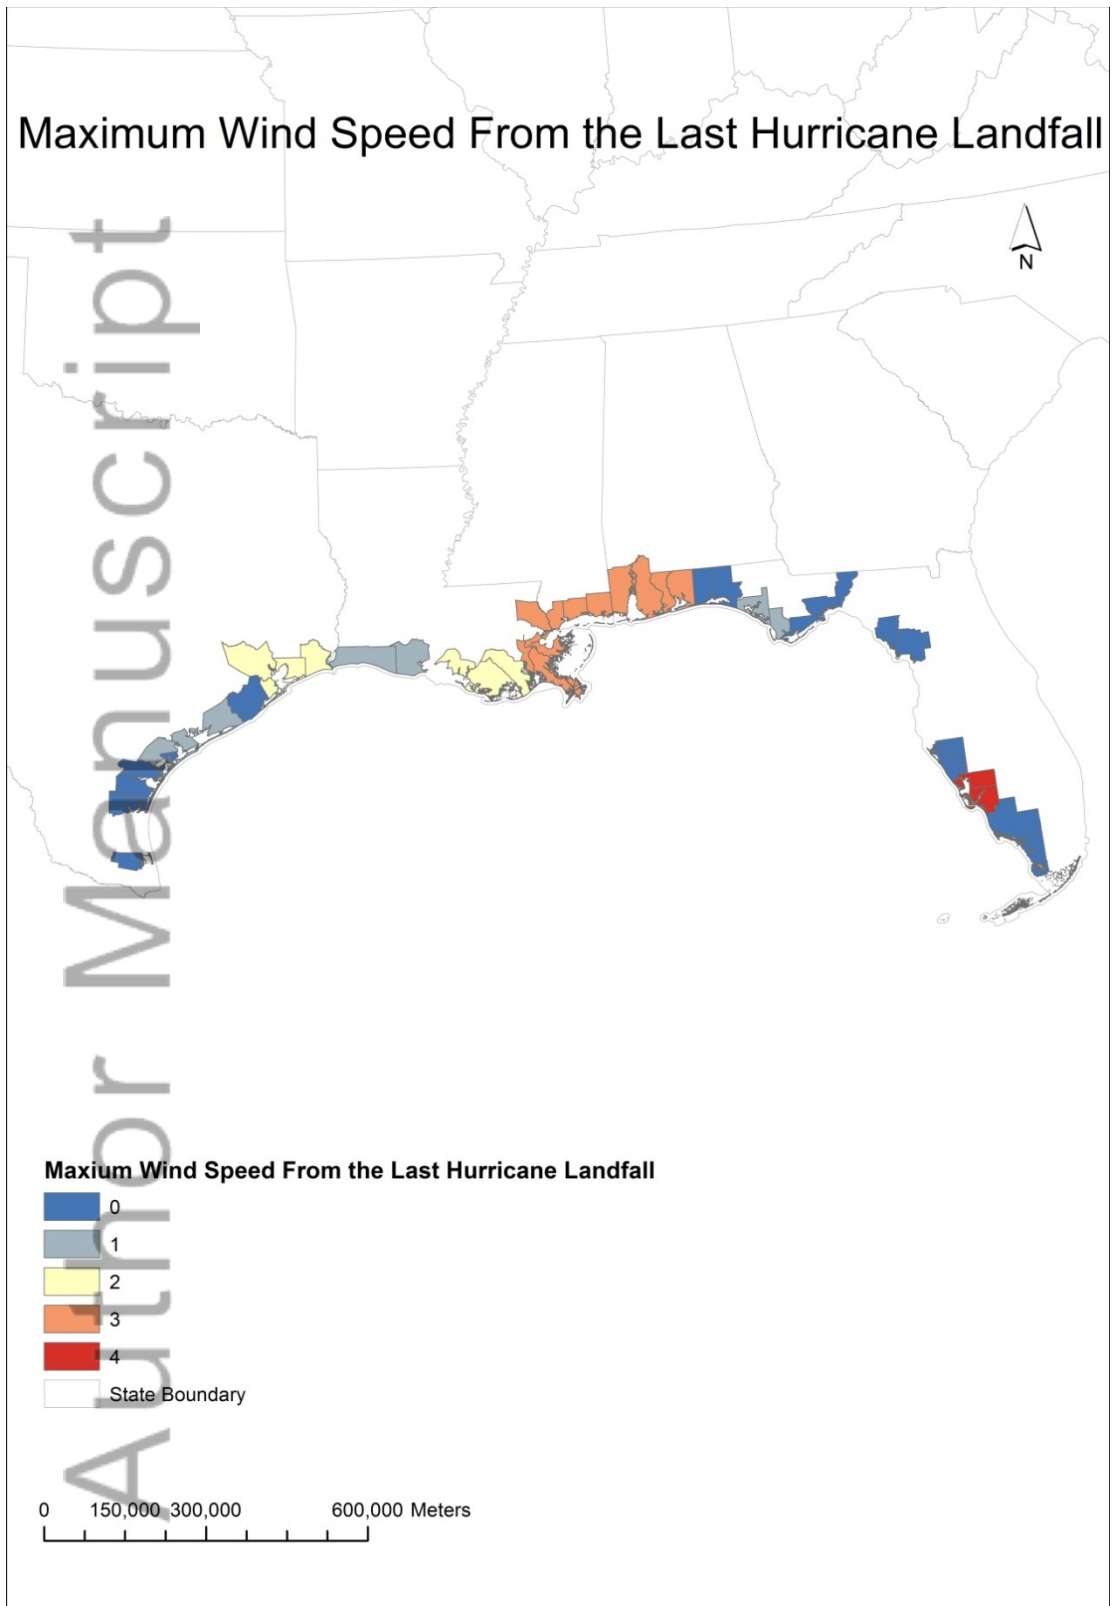 Maximum Wind Speed From the Last Hurricane Landfall
N
Author Manuscript
Maxium Wind Speed From the Last Hurricane Landfall
0
1
2
3
4
State Boundary
0 150,000 300,000 600,000 Meters